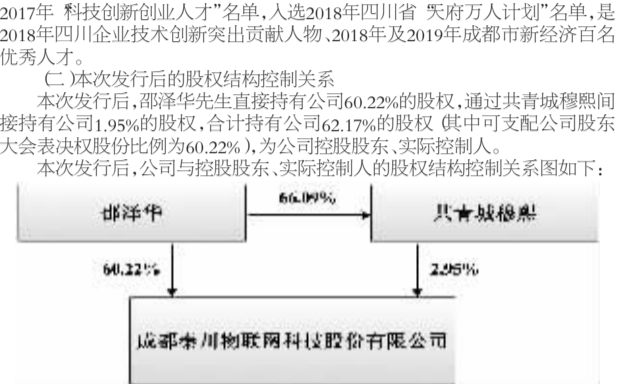 2017年“科技创新创业人才”名单,入选2018年四川省“天府万人计划”名单,是
2018年四川企业技术创新突出贡献人物、2018年及2019年成都市新经济百名
优秀人才。
(二)本次发行后的股权结构控制关系
本次发行后,邵泽华先生直接持有公司60.22%的股权,通过共青城穆熙间
接持有公司1.95%的股权,合计持有公司62.17%的股权(其中可支配公司股东
大会表决权股份比例为60.22%),为公司控股股东、实际控制人。
本次发行后,公司与控股股东、实际控制人的股权结构控制关系图如下:
邵泽华
66.09%
共青城穆熙
60.22%
2.95%
成都秦川物联网科技股份有限公司